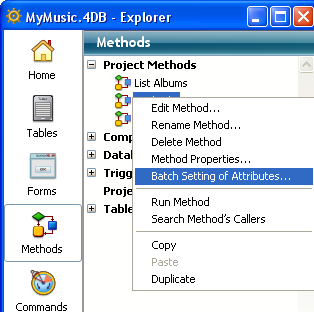 MyMusic.4DB - Explorer
Methods
Home
Tables
Forms
Methods
Commands
Project Methods
List Albums
Edit Method...
Rename Method...
Delete Method
Method Properties...
Batch Setting of Attributes...
Run Method
Search Method's Callers
Copy
Paste
Duplicate
Comp
Datab
Trigg
Proje
Table